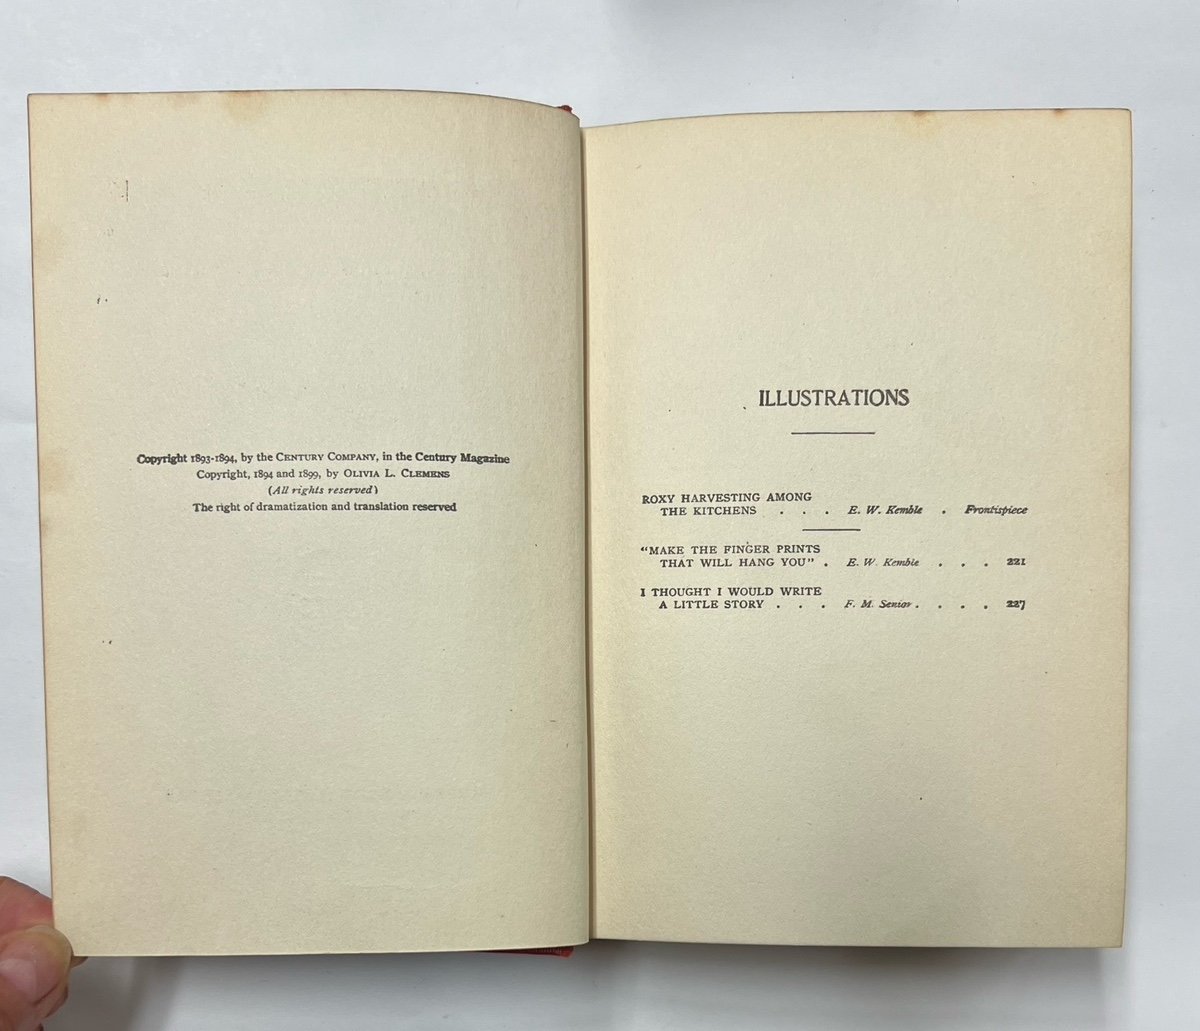 Copyright 1893-1894, by the CENTURY COMPANY, in the Century Magazine
Copyright, 1894 and 1899, by OLIVIA L. CLEMENS
(All rights reserved)
The right of dramatization and translation reserved
ILLUSTRATIONS
ROXY HARVESTING AMONG
THE KITCHENS . . . E. W. Kemble . Frontispiece
"MAKE THE FINGER PRINTS
THAT WILL HANG YOU" . E. W. Kemble . . . 221
I THOUGHT I WOULD WRITE
A LITTLE STORY . . . F. M. Senior . . . . 227